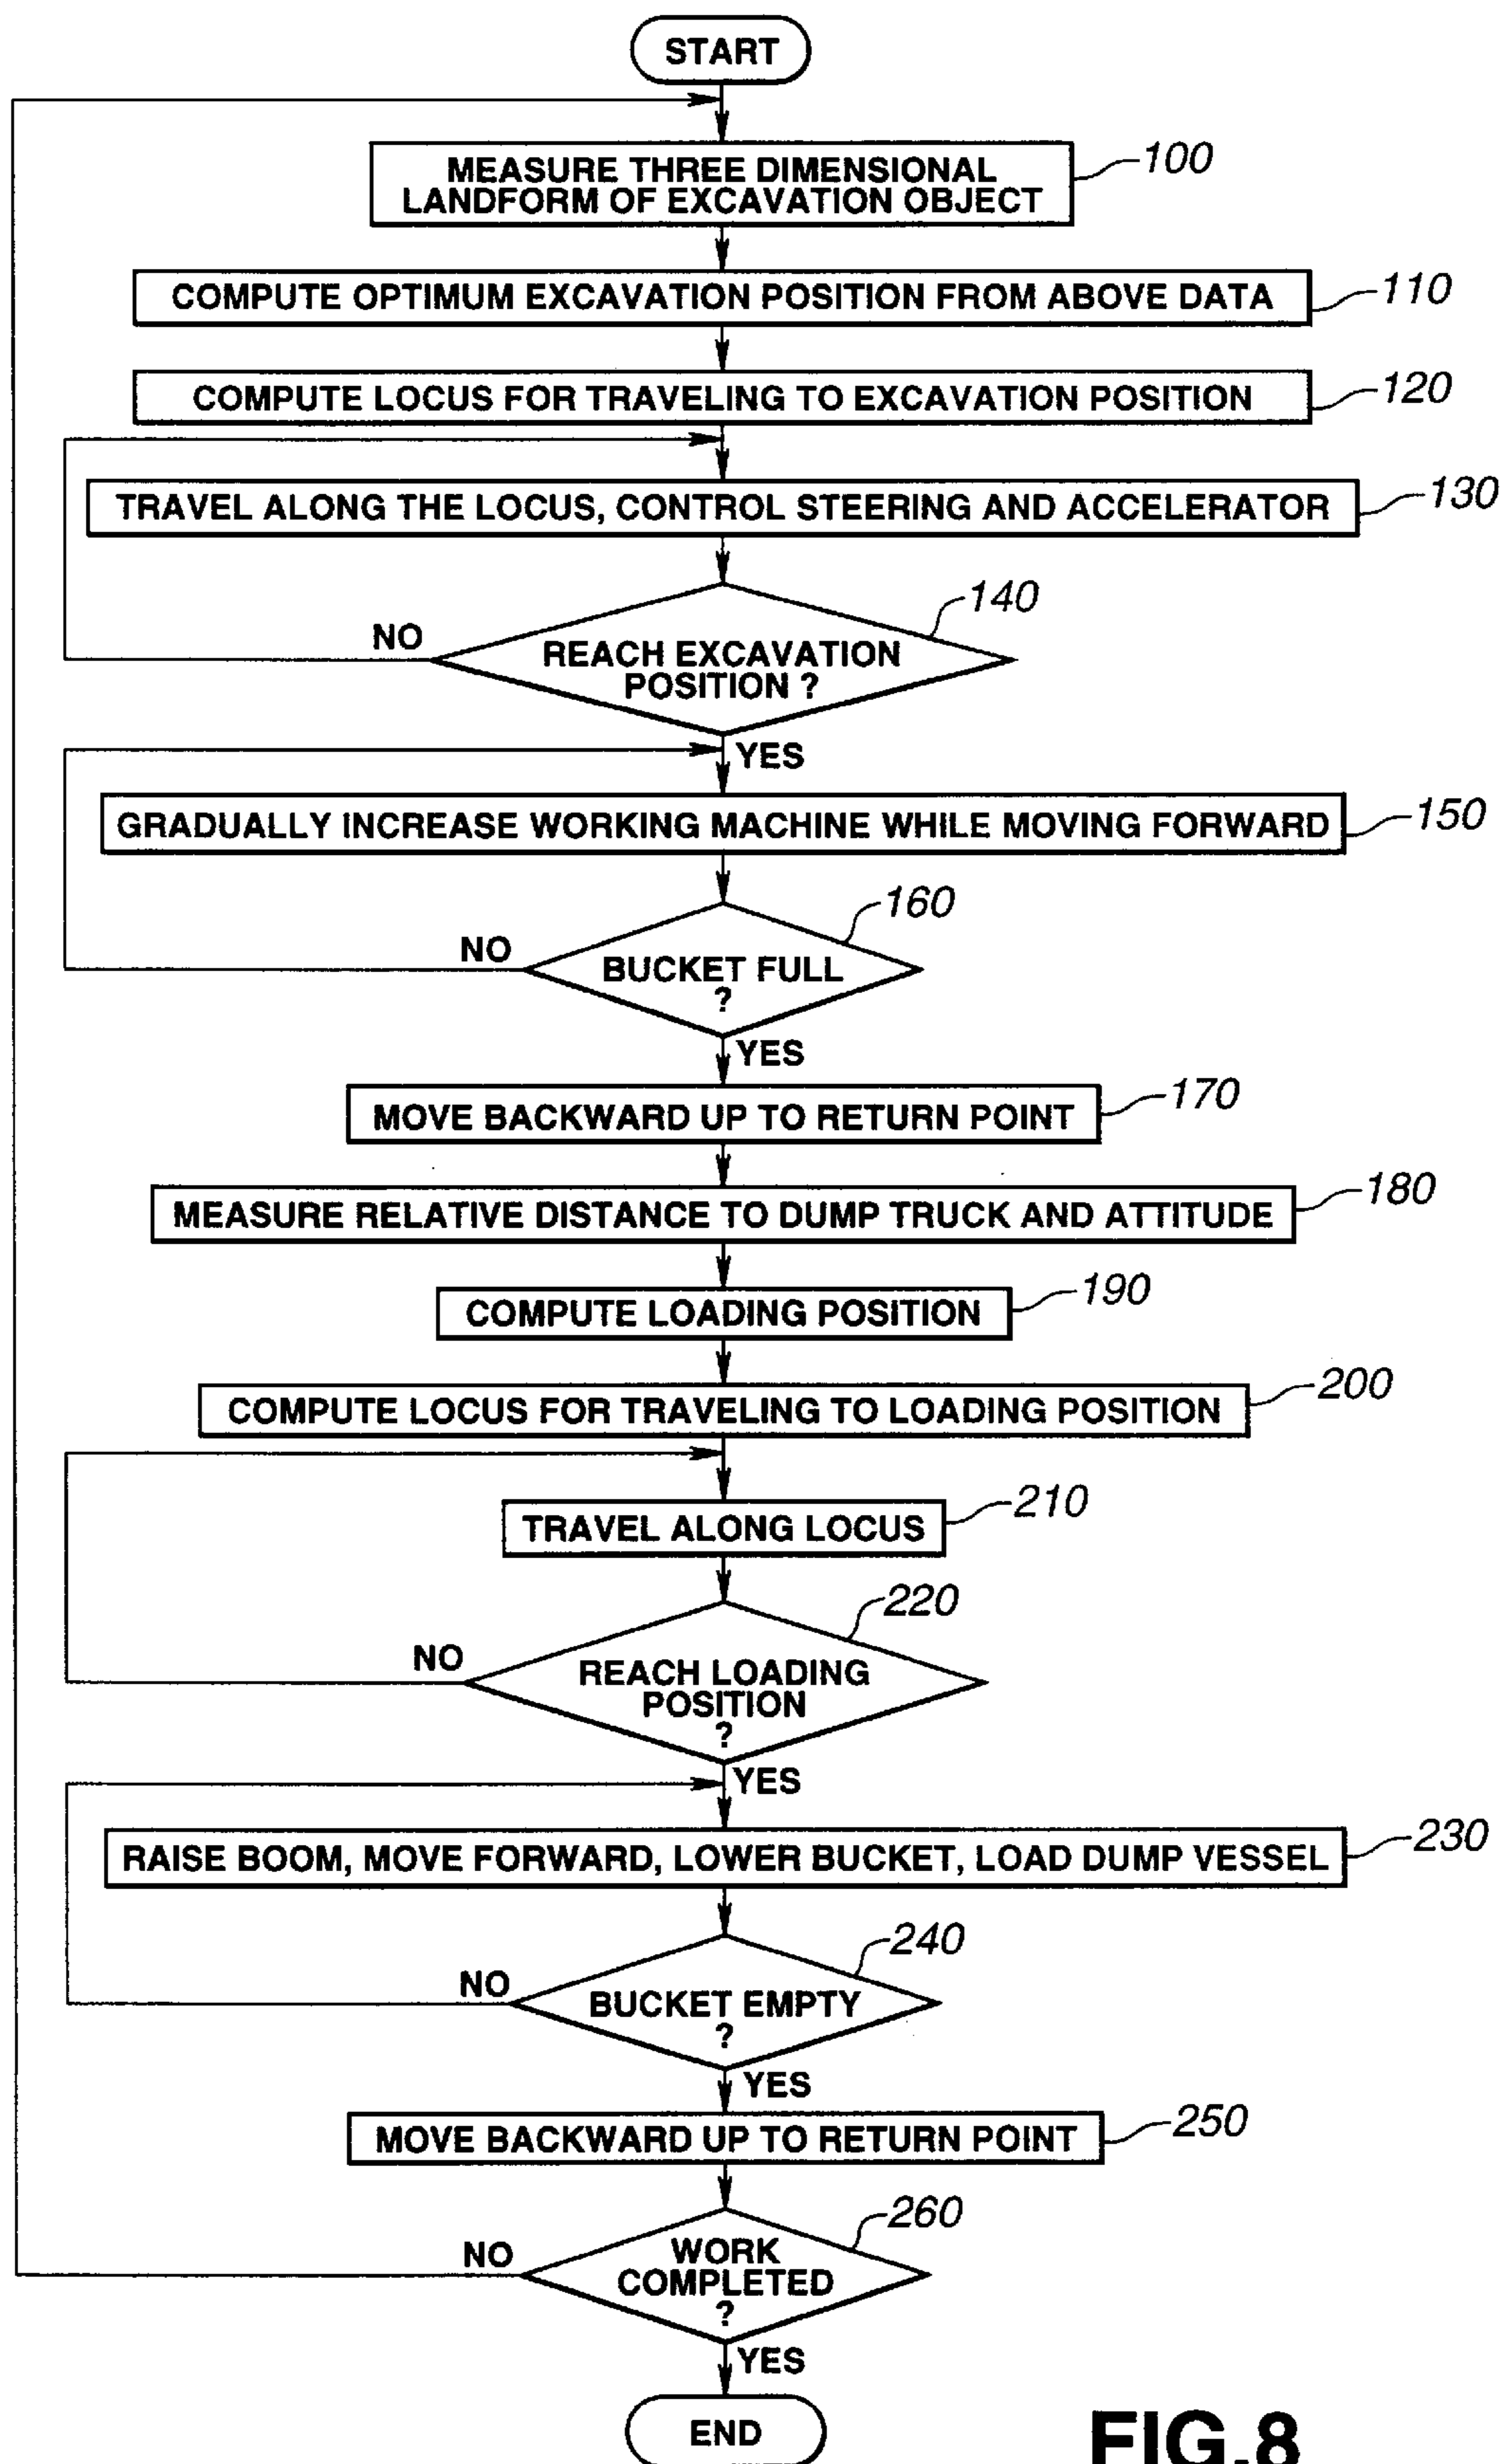 START
MEASURE THREE DIMENSIONAL
LANDFORM OF EXCAVATION OBJECT
100
COMPUTE OPTIMUM EXCAVATION POSITION FROM ABOVE DATA
110
COMPUTE LOCUS FOR TRAVELING TO EXCAVATION POSITION
120
TRAVEL ALONG THE LOCUS, CONTROL STEERING AND ACCELERATOR
130
140
NO
REACH EXCAVATION
POSITION ?
YES
GRADUALLY INCREASE WORKING MACHINE WHILE MOVING FORWARD
150
160
NO
BUCKET FULL
?
YES
MOVE BACKWARD UP TO RETURN POINT
170
MEASURE RELATIVE DISTANCE TO DUMP TRUCK AND ATTITUDE
180
COMPUTE LOADING POSITION
190
COMPUTE LOCUS FOR TRAVELING TO LOADING POSITION
200
TRAVEL ALONG LOCUS
210
220
NO
REACH LOADING
POSITION
?
YES
RAISE BOOM, MOVE FORWARD, LOWER BUCKET, LOAD DUMP VESSEL
230
240
NO
BUCKET EMPTY
?
YES
MOVE BACKWARD UP TO RETURN POINT
250
260
NO
WORK
COMPLETED
?
YES
END
FIG.8